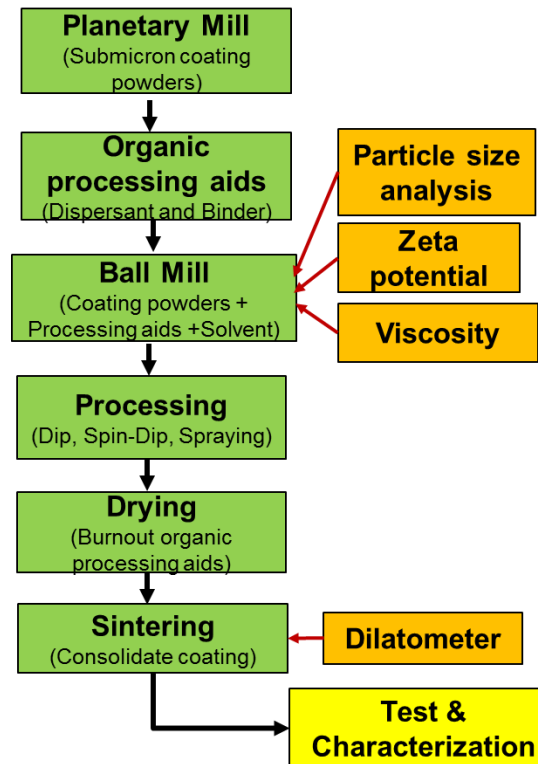 Planetary Mill
(Submicron coating
powders)
Organic
processing aids
(Dispersant and Binder)
Particle size
analysis
Ball Mill
(Coating powders +
Processing aids +Solvent)
Zeta
potential
Viscosity
Processing
(Dip, Spin-Dip, Spraying)
Drying
(Burnout organic
processing aids)
Sintering
(Consolidate coating)
Dilatometer
Test &
Characterization